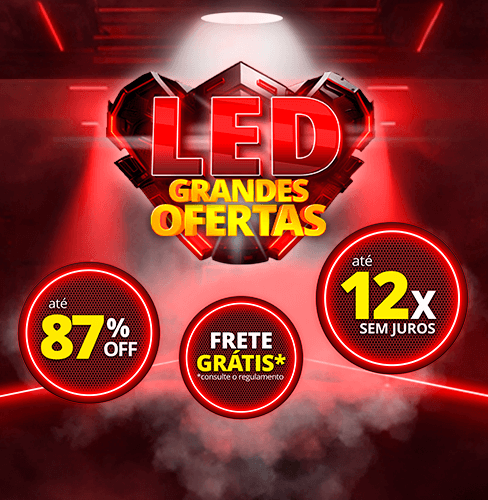 LED
GRANDES
OFERTAS
até
87%
OFF
FRETE
GRÁTIS*
*consulte o regulamento
até
12x
SEM JUROS